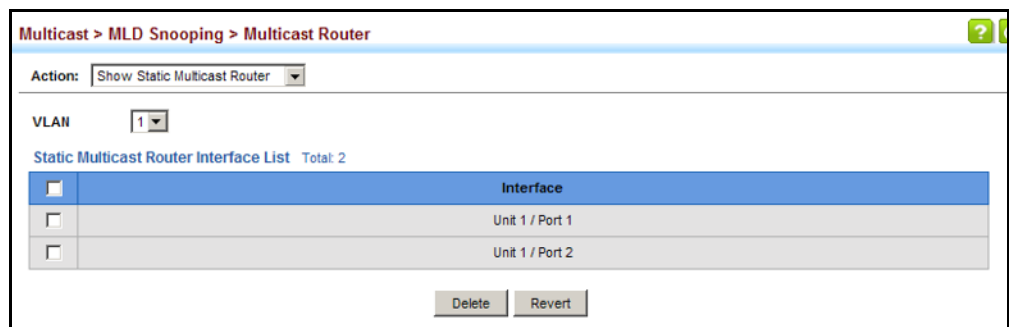 Multicast > MLD Snooping > Multicast Router
?
Action: Show Static Multicast Router
VLAN 1
Static Multicast Router Interface List Total: 2
Interface
Unit 1 / Port 1
Unit 1 / Port 2
Delete Revert